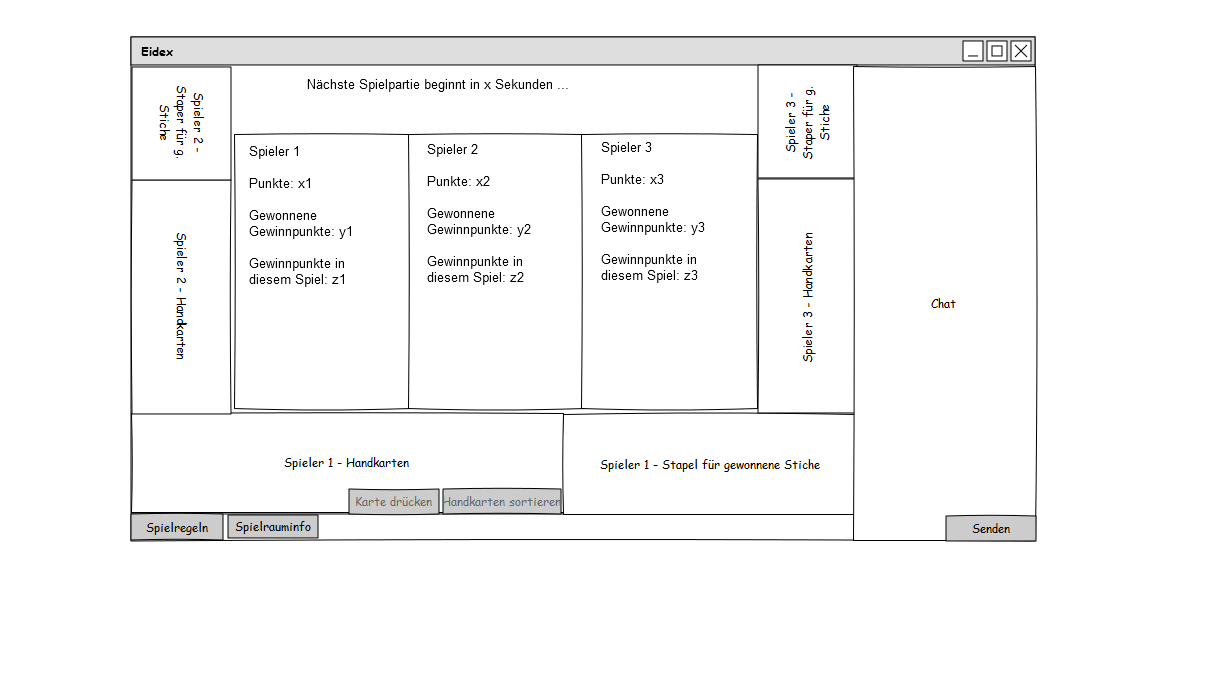 Eidex
Spieler 2 -
Staper für g.
Stiche
Nächste Spielpartie beginnt in x Sekunden ...
Spieler 3 -
Staper für g.
Stiche
Spieler 1
Punkte: x1
Gewonnene
Gewinnpunkte: y1
Gewinnpunkte in
diesem Spiel: z1
Spieler 2
Punkte: x2
Gewonnene
Gewinnpunkte: y2
Gewinnpunkte in
diesem Spiel: z2
Spieler 3
Punkte: x3
Gewonnene
Gewinnpunkte: y3
Gewinnpunkte in
diesem Spiel: z3
Spieler 2 - Handkarten
Spieler 3 - Handkarten
Chat
Spieler 1 - Handkarten
Spieler 1 - Stapel für gewonnene Stiche
Karte drücken
Handkarten sortieren
Spielregeln
Spielrauminfo
Senden